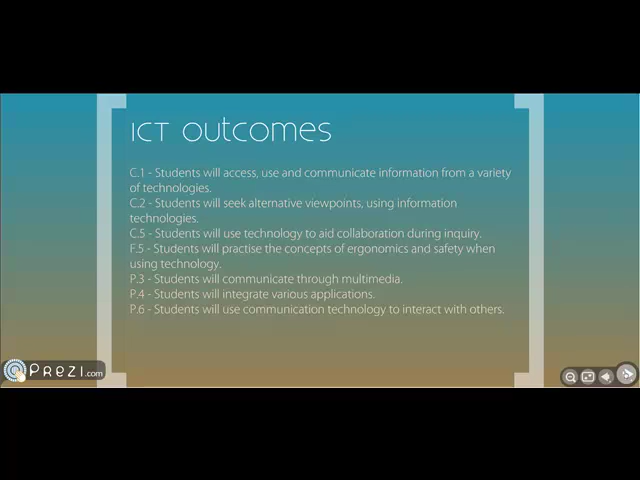 ICT OUTCOMES
C.1 - Students will access, use and communicate information from a variety
of technologies.
C.2 - Students will seek alternative viewpoints, using information
technologies.
C.5 - Students will use technology to aid collaboration during inquiry.
F.5 - Students will practise the concepts of ergonomics and safety when
using technology.
P.3 - Students will communicate through multimedia.
P.4 - Students will integrate various applications.
P.6 - Students will use communication technology to interact with others.
PREZI.com